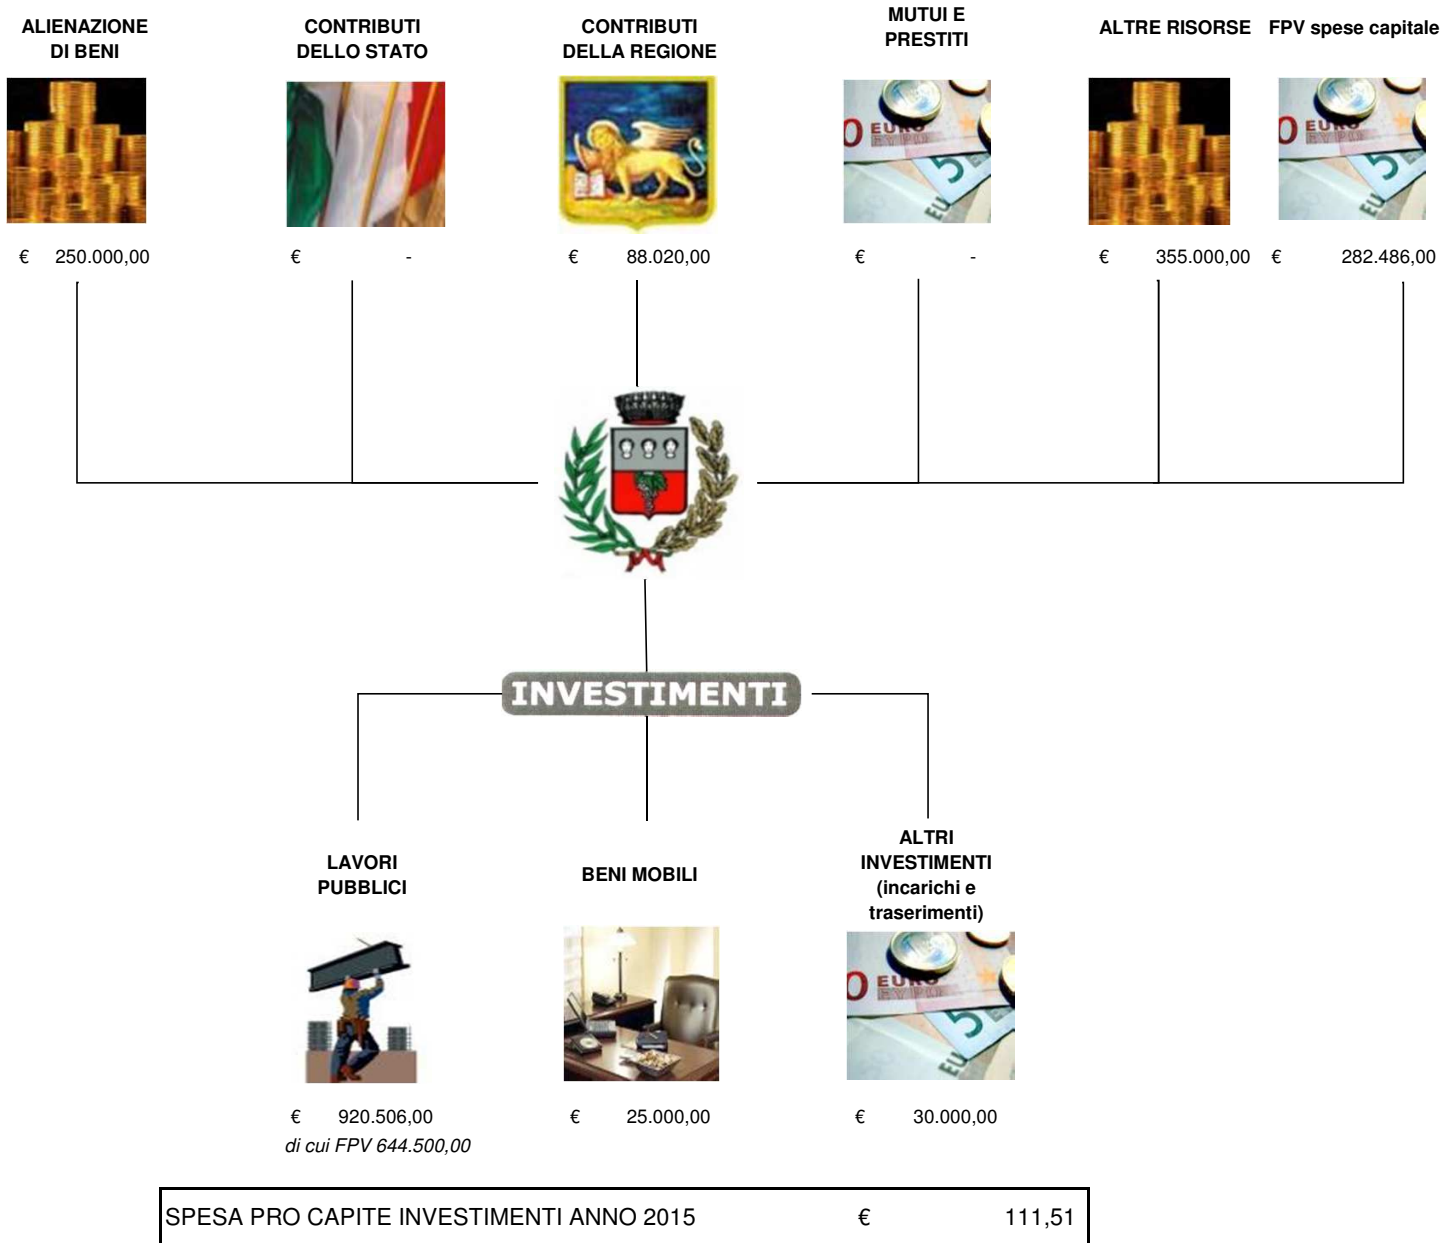 ALIENAZIONE
DI BENI
CONTRIBUTI
DELLO STATO
CONTRIBUTI
DELLA REGIONE
MUTUI E
PRESTITI
ALTRE RISORSE
FPV spese capitale
€ 250.000,00
€ -
€ 88.020,00
€ -
€ 355.000,00
€ 282.486,00
INVESTIMENTI
LAVORI
PUBBLICI
BENI MOBILI
ALTRI
INVESTIMENTI
(incarichi e
traserimenti)
€ 920.506,00
di cui FPV 644.500,00
€ 25.000,00
€ 30.000,00
SPESA PRO CAPITE INVESTIMENTI ANNO 2015 € 111,51